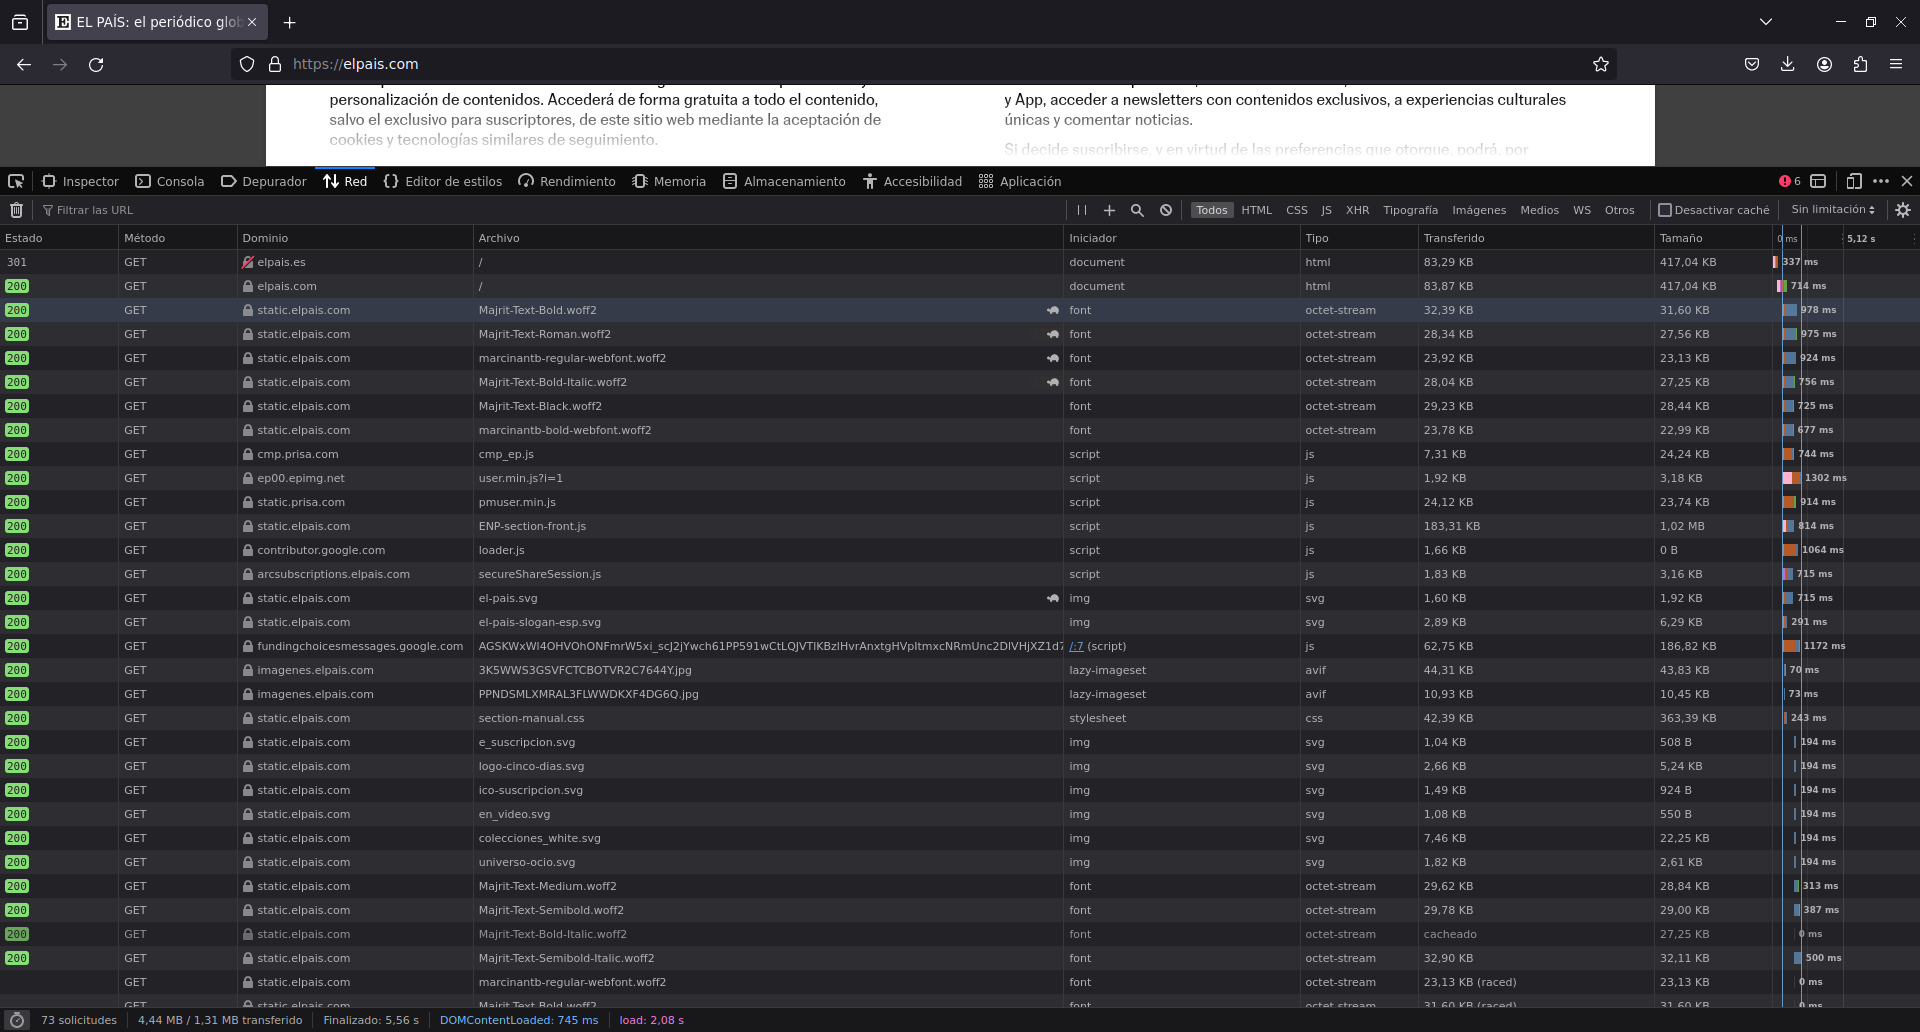 EL PAÍS: el periódico glob
https://elpais.com
personalización de contenidos. Accederá de forma gratuita a todo el contenido,
salvo el exclusivo para suscriptores, de este sitio web mediante la aceptación de
cookies y tecnologías similares de seguimiento.
y App, acceder a newsletters con contenidos exclusivos, a experiencias culturales
únicas y comentar noticias.
Si decide suscribirse, y en virtud de las preferencias que otorgue, podrá, por
Inspector Consola Depurador Red Editor de estilos Rendimiento Memoria Almacenamiento Accesibilidad Aplicación 6
Filtrar las URL Todos HTML CSS JS XHR Tipografía Imágenes Medios WS Otros Desactivar caché Sin limitación
Estado Método Dominio Archivo Iniciador Tipo Transferido Tamaño 0 ms 5,12 s
301 GET elpais.es / document html 83,29 KB 417,04 KB 337 ms
200 GET elpais.com / document html 83,87 KB 417,04 KB 714 ms
200 GET static.elpais.com Majrit-Text-Bold.woff2 font octet-stream 32,39 KB 31,60 KB 978 ms
200 GET static.elpais.com Majrit-Text-Roman.woff2 font octet-stream 28,34 KB 27,56 KB 975 ms
200 GET static.elpais.com marcinantb-regular-webfont.woff2 font octet-stream 23,92 KB 23,13 KB 924 ms
200 GET static.elpais.com Majrit-Text-Bold-Italic.woff2 font octet-stream 28,04 KB 27,25 KB 756 ms
200 GET static.elpais.com Majrit-Text-Black.woff2 font octet-stream 29,23 KB 28,44 KB 725 ms
200 GET static.elpais.com marcinantb-bold-webfont.woff2 font octet-stream 23,78 KB 22,99 KB 677 ms
200 GET cmp.prisa.com cmp_ep.js script js 7,31 KB 24,24 KB 744 ms
200 GET ep00.epimg.net user.min.js?i=1 script js 1,92 KB 3,18 KB 1302 ms
200 GET static.prisa.com pmuser.min.js script js 24,12 KB 23,74 KB 914 ms
200 GET static.elpais.com ENP-section-front.js script js 183,31 KB 1,02 MB 814 ms
200 GET contributor.google.com loader.js script js 1,66 KB 0 B 1064 ms
200 GET arcsubscriptions.elpais.com secureShareSession.js script js 1,83 KB 3,16 KB 715 ms
200 GET static.elpais.com el-pais.svg img svg 1,60 KB 1,92 KB 715 ms
200 GET static.elpais.com el-pais-slogan-esp.svg img svg 2,89 KB 6,29 KB 291 ms
200 GET fundingchoicesmessages.google.com /:7 (script) js 62,75 KB 186,82 KB 1172 ms
200 GET imagenes.elpais.com 3K5WWS3GSVFCTCBOTVR2C7644Y.jpg lazy-imageset avif 44,31 KB 43,83 KB 70 ms
200 GET imagenes.elpais.com PPNDSMLXMRAL3FLWWDKXF4DG6Q.jpg lazy-imageset avif 10,93 KB 10,45 KB 73 ms
200 GET static.elpais.com section-manual.css stylesheet css 42,39 KB 363,39 KB 243 ms
200 GET static.elpais.com e_suscripcion.svg img svg 1,04 KB 508 B 194 ms
200 GET static.elpais.com logo-cinco-dias.svg img svg 2,66 KB 5,24 KB 194 ms
200 GET static.elpais.com ico-suscripcion.svg img svg 1,49 KB 924 B 194 ms
200 GET static.elpais.com en_video.svg img svg 1,08 KB 550 B 194 ms
200 GET static.elpais.com colecciones_white.svg img svg 7,46 KB 22,25 KB 194 ms
200 GET static.elpais.com universo-ocio.svg img svg 1,82 KB 2,61 KB 194 ms
200 GET static.elpais.com Majrit-Text-Medium.woff2 font octet-stream 29,62 KB 28,84 KB 313 ms
200 GET static.elpais.com Majrit-Text-Semibold.woff2 font octet-stream 29,78 KB 29,00 KB 387 ms
200 GET static.elpais.com Majrit-Text-Bold-Italic.woff2 font octet-stream cacheado 27,25 KB 0 ms
200 GET static.elpais.com Majrit-Text-Semibold-Italic.woff2 font octet-stream 32,90 KB 32,11 KB 500 ms
GET static.elpais.com marcinantb-regular-webfont.woff2 font octet-stream 23,13 KB (raced) 23,13 KB 0 ms
GET static.elpais.com Majrit-Text-Bold.woff2 font octet-stream 31,60 KB (raced) 31,60 KB 0 ms
73 solicitudes 4,44 MB / 1,31 MB transferido Finalizado: 5,56 s DOMContentLoaded: 745 ms load: 2,08 s